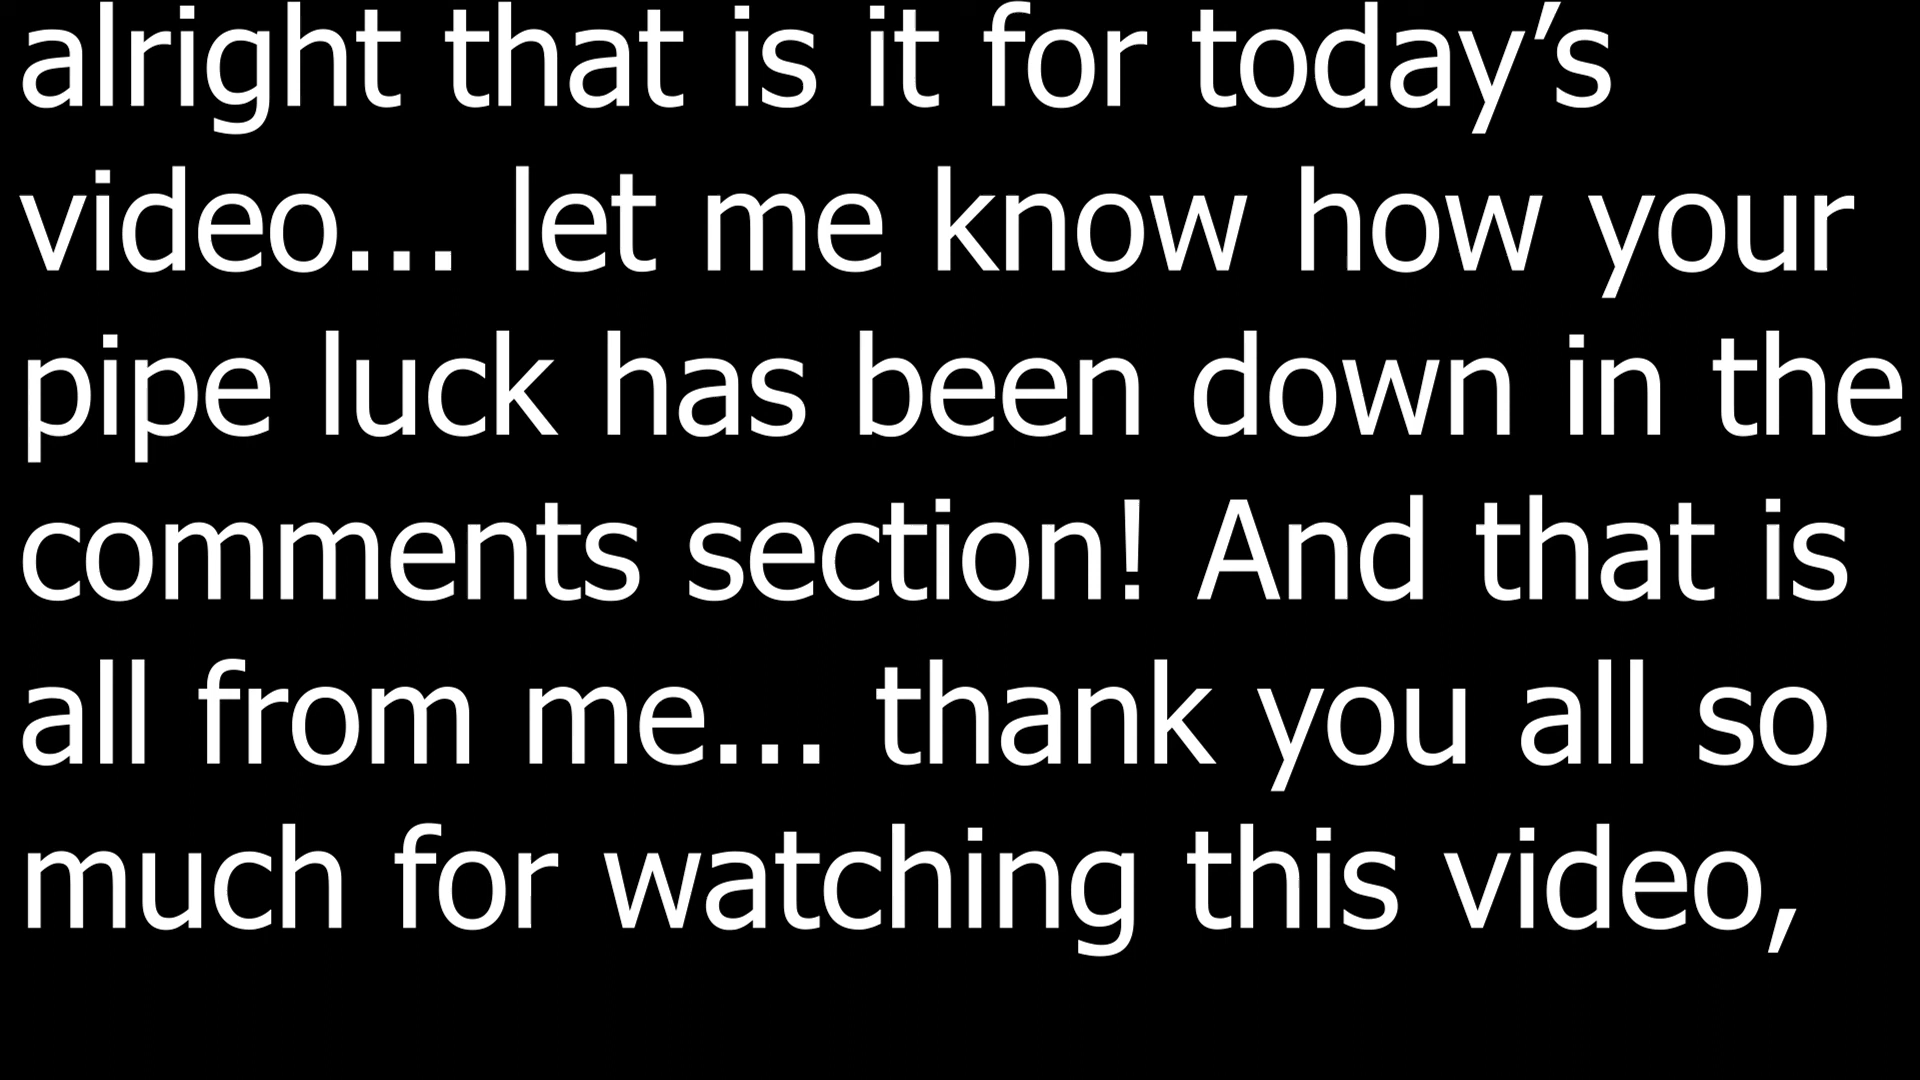 alright that is it for today’s
video... let me know how your
pipe luck has been down in the
comments section! And that is
all from me... thank you all so
much for watching this video,